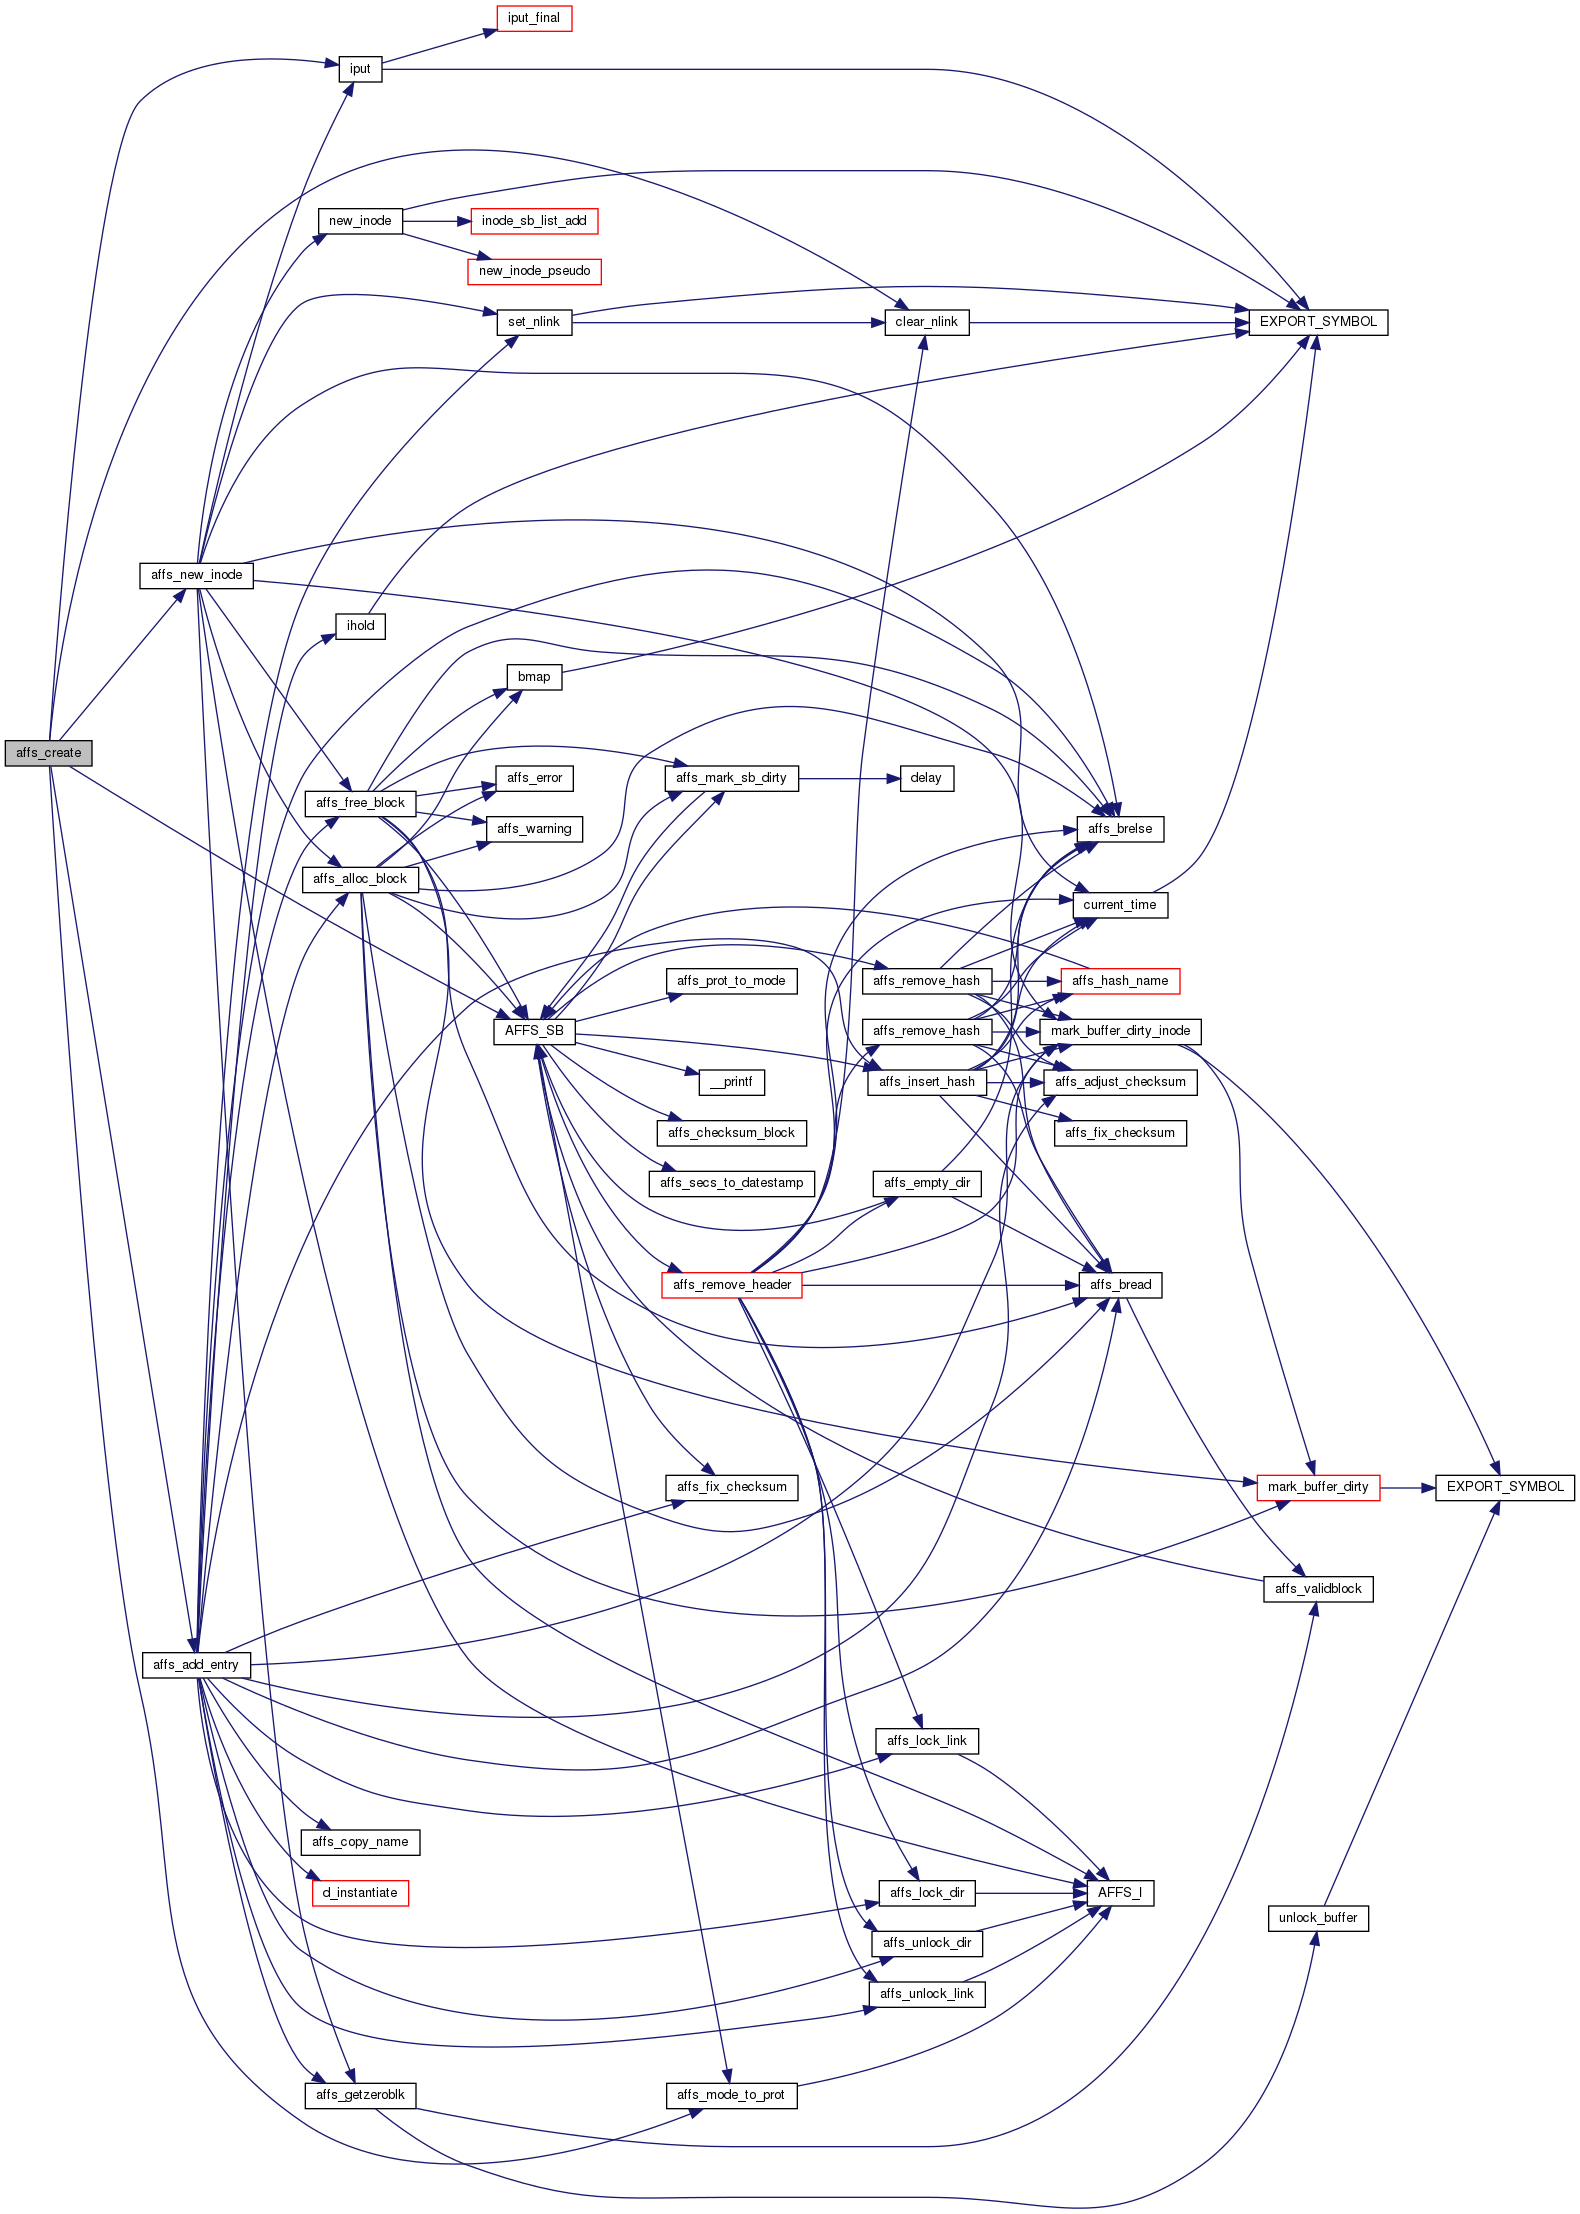 iput_final
iput
new_inode
inode_sb_list_add
new_inode_pseudo
set_nlink
clear_nlink
EXPORT_SYMBOL
affs_new_inode
ihold
bmap
affs_create
affs_mark_sb_dirty
delay
affs_error
affs_free_block
affs_warning
affs_brelse
affs_alloc_block
current_time
affs_prot_to_mode
affs_remove_hash
affs_hash_name
AFFS_SB
affs_remove_hash
mark_buffer_dirty_inode
__printf
affs_insert_hash
affs_adjust_checksum
affs_checksum_block
affs_fix_checksum
affs_secs_to_datestamp
affs_empty_dir
affs_remove_header
affs_bread
affs_fix_checksum
mark_buffer_dirty
EXPORT_SYMBOL
affs_validblock
affs_add_entry
affs_lock_link
affs_copy_name
d_instantiate
affs_lock_dir
AFFS_I
unlock_buffer
affs_unlock_dir
affs_unlock_link
affs_getzeroblk
affs_mode_to_prot